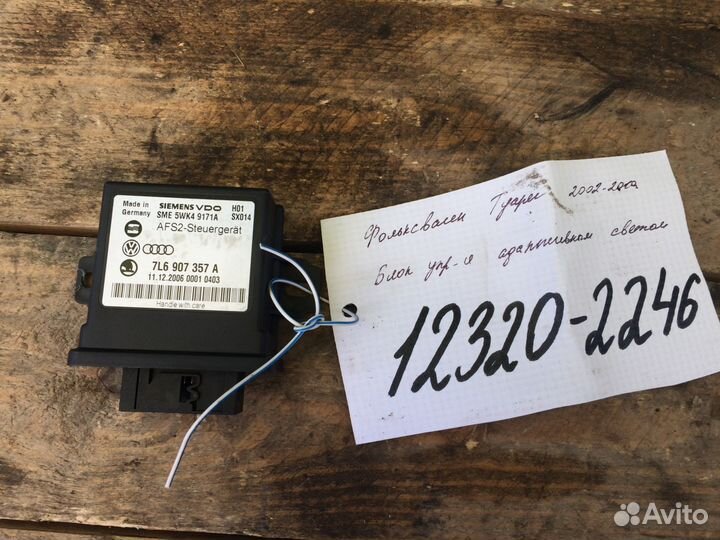 Made in Germany
SIEMENS VDO H01
SME 5WK4 9171A SX014
AFS2-Steuergerät
7L6 907 357 A
11.12.2006 0001 0403
Handle with care
Фольксваген Туарег 2002-2010
Блок упр-я адаптивным светом
12320-2246
Avito